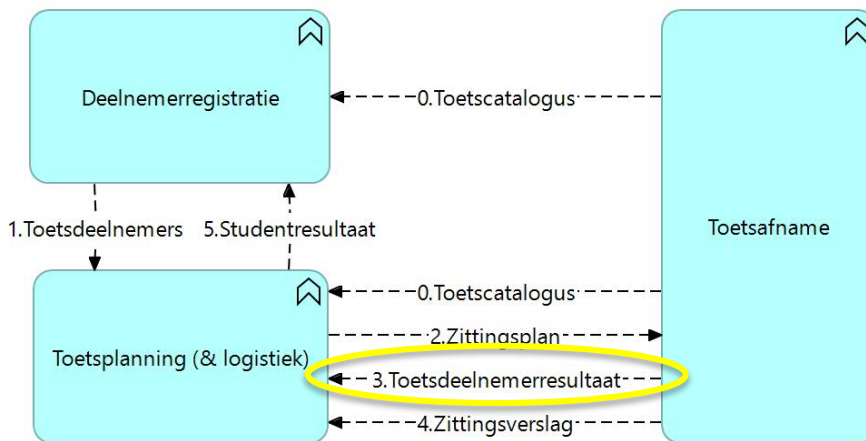 Deelnemerregistratie
0.Toetscatalogus
Toetsafname
1.Toetsdeelnemers
5.Studentresultaat
0.Toetscatalogus
2.Zittingsplan
Toetsplanning (& logistiek)
3.Toetsdeelnemerresultaat
4.Zittingsverslag